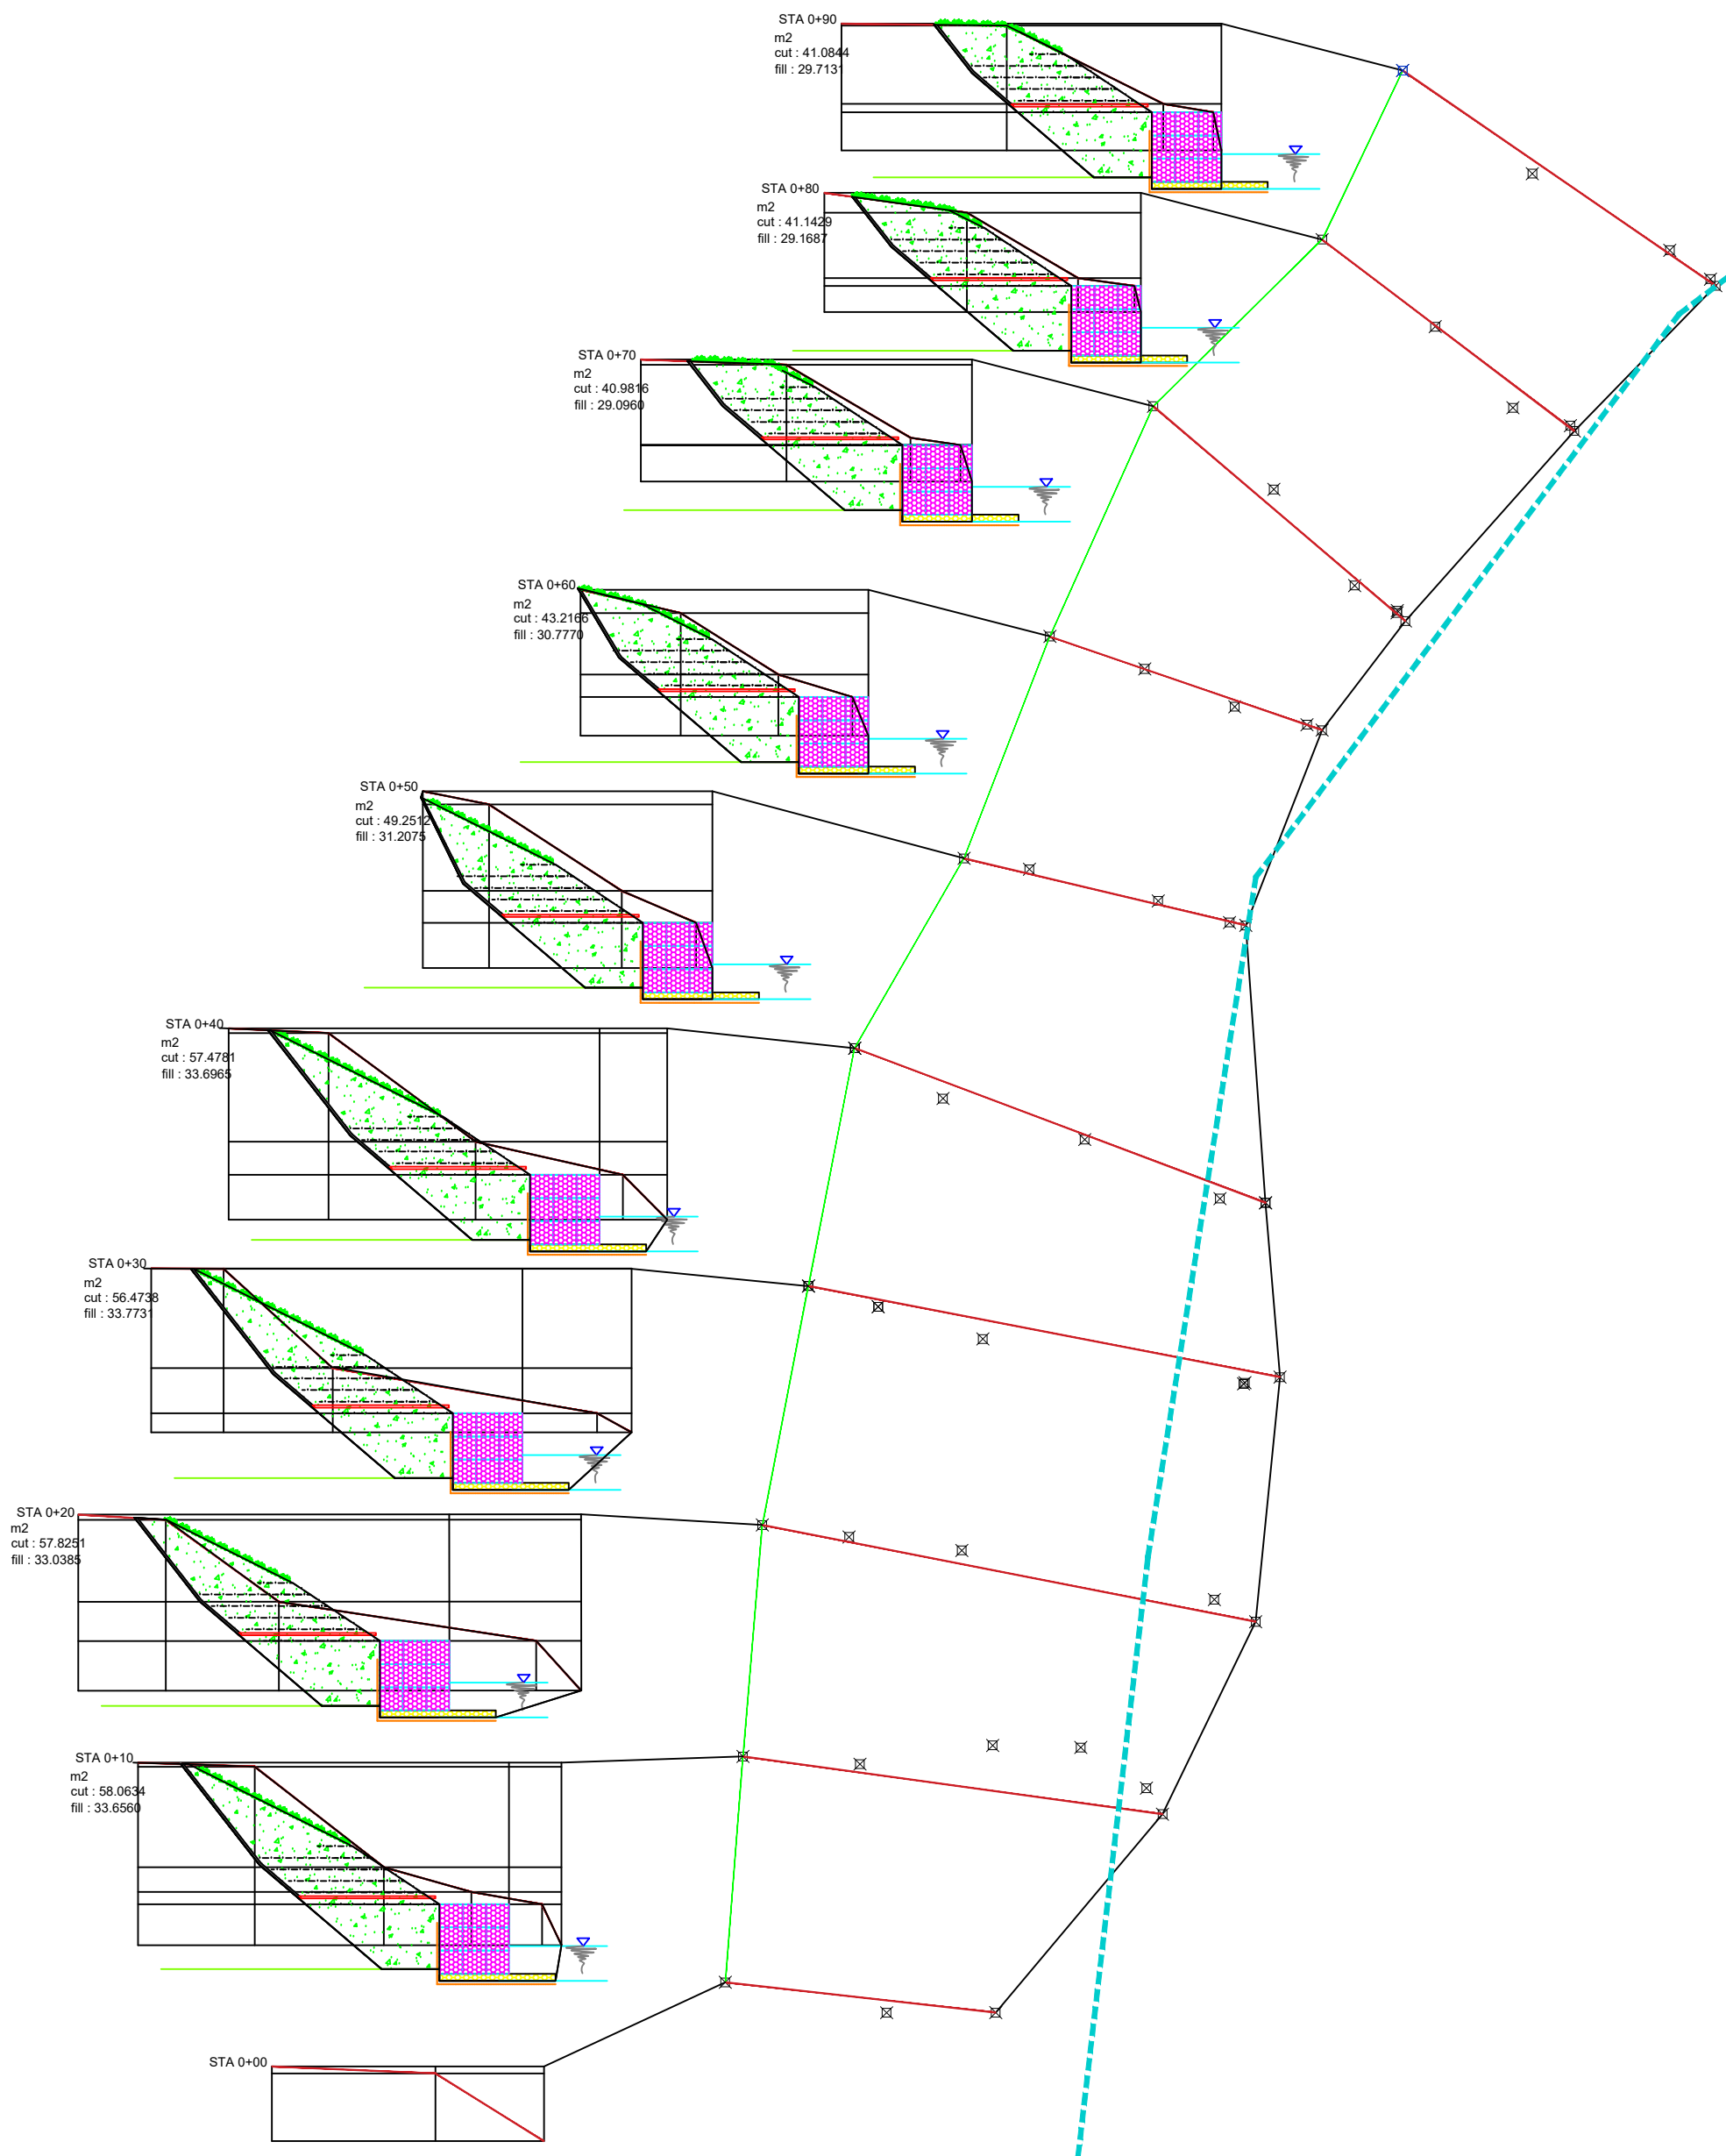 STA 0+90
m2
cut : 41.0844
fill : 29.7131
STA 0+80
m2
cut : 41.1429
fill : 29.1687
STA 0+70
m2
cut : 40.9816
fill : 29.0960
STA 0+60
m2
cut : 43.2166
fill : 30.7770
STA 0+50
m2
cut : 49.2512
fill : 31.2075
STA 0+40
m2
cut : 57.4781
fill : 33.6965
STA 0+30
m2
cut : 56.4738
fill : 33.7731
STA 0+20
m2
cut : 57.8251
fill : 33.0385
STA 0+10
m2
cut : 58.0634
fill : 33.6560
STA 0+00